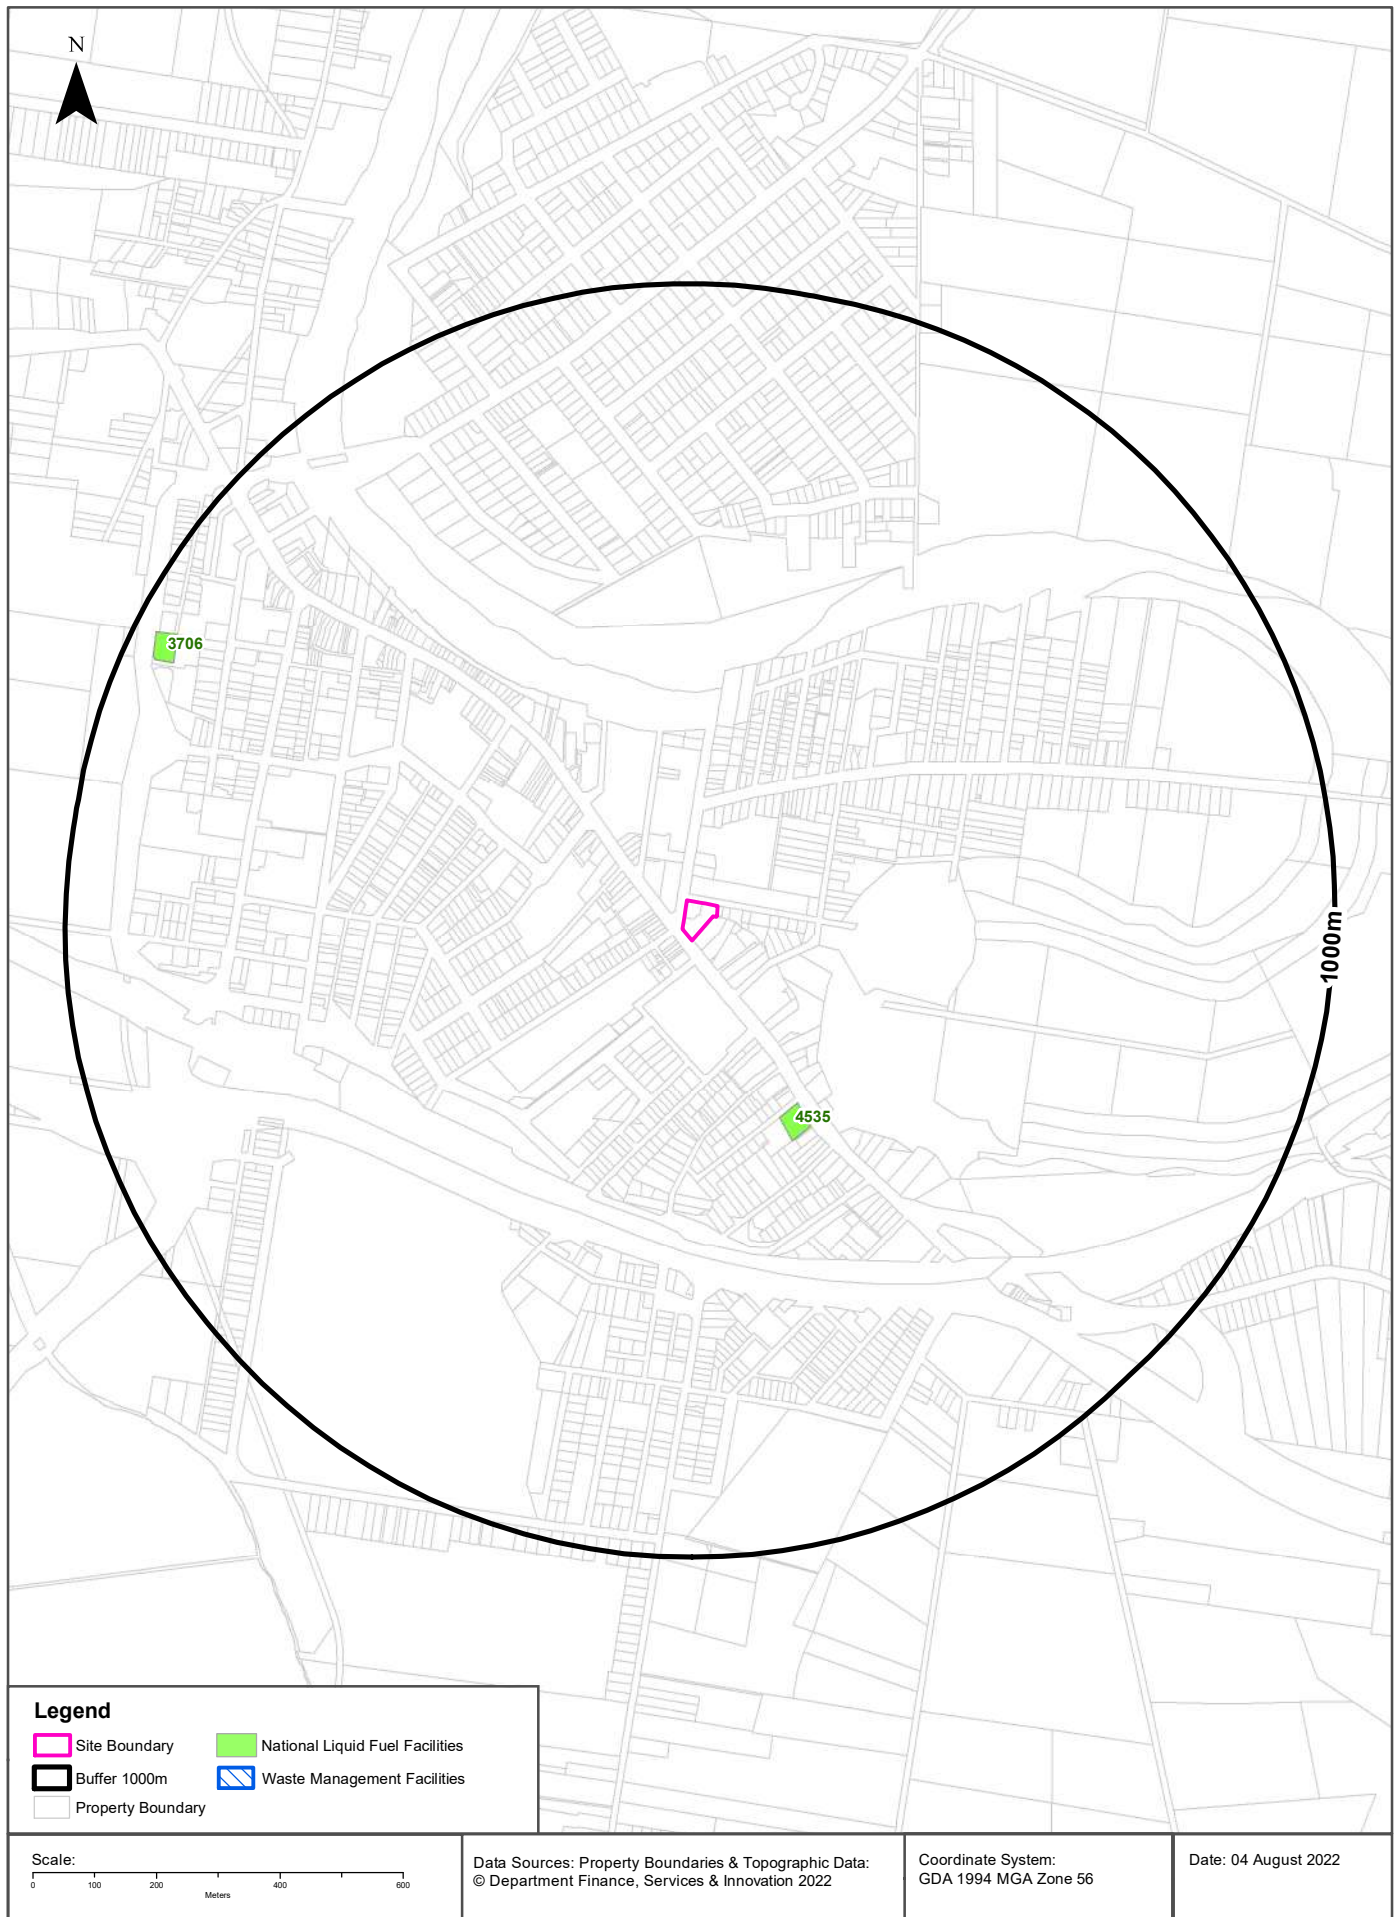 N
3706
1000m
4535
Legend
Site Boundary
National Liquid Fuel Facilities
Buffer 1000m
Waste Management Facilities
Property Boundary
Scale:
0 100 200 400 600
Meters
Data Sources: Property Boundaries & Topographic Data:
© Department Finance, Services & Innovation 2022
Coordinate System:
GDA 1994 MGA Zone 56
Date: 04 August 2022